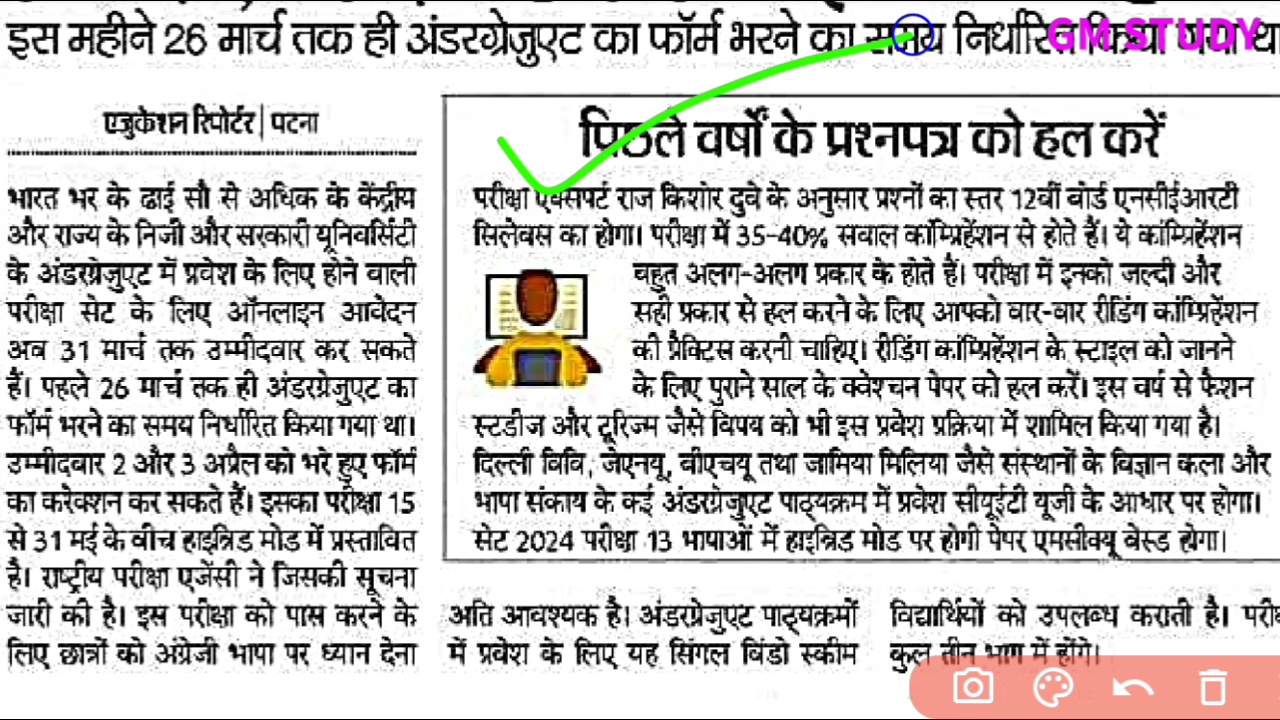 इस महीने 26 मार्च तक ही अंडरग्रेजुएट का फॉर्म भरने का समय निर्धारित किया गया था
GM STUDY
एजुकेशन रिपोर्टर | पटना
भारत भर के ढाई सौ से अधिक के केंद्रीय
और राज्य के निजी और सरकारी यूनिवर्सिटी
के अंडरग्रेजुएट में प्रवेश के लिए होने वाली
परीक्षा सेट के लिए ऑनलाइन आवेदन
अब 31 मार्च तक उम्मीदवार कर सकते
हैं। पहले 26 मार्च तक ही अंडरग्रेजुएट का
फॉर्म भरने का समय निर्धारित किया गया था।
उम्मीदवार 2 और 3 अप्रैल को भरे हुए फॉर्म
का करेक्शन कर सकते हैं। इसका परीक्षा 15
से 31 मई के बीच हाइब्रिड मोड में प्रस्तावित
है। राष्ट्रीय परीक्षा एजेंसी ने जिसकी सूचना
जारी की है। इस परीक्षा को पास करने के
लिए छात्रों को अंग्रेजी भाषा पर ध्यान देना
पिछले वर्षों के प्रश्नपत्र को हल करें
परीक्षा एक्सपर्ट राज किशोर दुवे के अनुसार प्रश्नों का स्तर 12वीं बोर्ड एनसीईआरटी
सिलेबस का होगा। परीक्षा में 35-40% सवाल कॉम्प्रिहेंशन से होते हैं। ये कॉम्प्रिहेंशन
बहुत अलग-अलग प्रकार के होते हैं। परीक्षा में इनको जल्दी और
सही प्रकार से हल करने के लिए आपको बार-बार रीडिंग कॉम्प्रिहेंशन
की प्रैक्टिस करनी चाहिए। रीडिंग कॉम्प्रिहेंशन के स्टाइल को जानने
के लिए पुराने साल के क्वेश्चन पेपर को हल करें। इस वर्ष से फैशन
स्टडीज और टूरिज्म जैसे विषय को भी इस प्रवेश प्रक्रिया में शामिल किया गया है।
दिल्ली विवि, जेएनयू, बीएचयू तथा जामिया मिलिया जैसे संस्थानों के विज्ञान कला और
भाषा संकाय के कई अंडरग्रेजुएट पाठ्यक्रम में प्रवेश सीयूईटी यूजी के आधार पर होगा।
सेट 2024 परीक्षा 13 भाषाओं में हाइब्रिड मोड पर होगी पेपर एमसीक्यू बेस्ड होगा।
अति आवश्यक है। अंडरग्रेजुएट पाठ्यक्रमों
में प्रवेश के लिए यह सिंगल विंडो स्कीम
विद्यार्थियों को उपलब्ध कराती है।
कुल तीन भाग में होंगे।